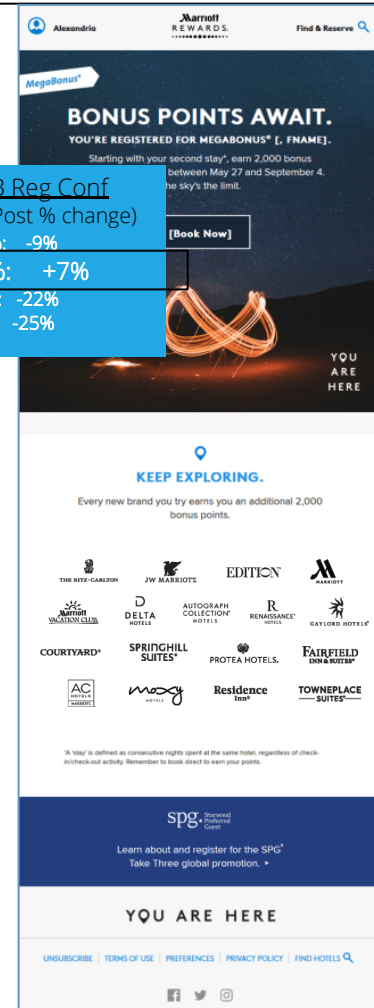 Alexandria
Marriott
REWARDS.
Find & Reserve
MegaBonus®
BONUS POINTS AWAIT.
YOU'RE REGISTERED FOR MEGABONUS® [, FNAME].
Starting with your second stay*, earn 2,000 bonus
between May 27 and September 4.
he sky's the limit.
Reg Conf
Post % change)
-9%
+7%
-22%
-25%
[Book Now]
YOU
ARE
HERE
KEEP EXPLORING.
Every new brand you try earns you an additional 2,000
bonus points.
THE RITZ-CARLTON
JW MARRIOTT
EDITION
MARRIOTT
Marriott
VACATION CLUB.
DELTA
HOTELS
AUTOGRAPH
COLLECTION®
HOTELS
R
RENAISSANCE®
HOTELS
GAYLORD HOTELS®
COURTYARD®
SPRINGHILL
SUITES®
PROTEA HOTELS.
FAIRFIELD
INN & SUITES®
AC
HOTELS
MARRIOTT
moxy
HOTELS
Residence
Inn®
TOWNEPLACE
SUITES®
*A 'stay' is defined as consecutive nights spent at the same hotel, regardless of check-
in/check-out activity. Remember to book direct to earn your points.
spg. Starwood
Preferred
Guest
Learn about and register for the SPG®
Take Three global promotion. ▸
YOU ARE HERE
UNSUBSCRIBE | TERMS OF USE | PREFERENCES | PRIVACY POLICY | FIND HOTELS